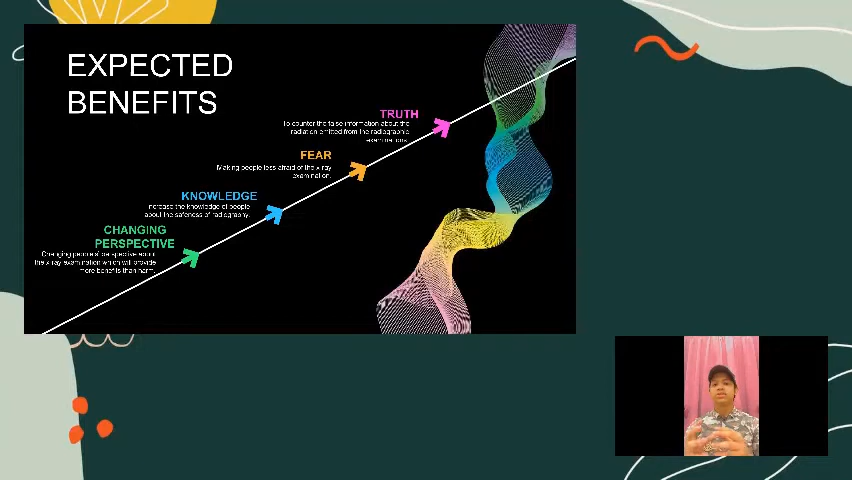 EXPECTED
BENEFITS
TRUTH
To counter the false information about the
radiation emitted from the radiographic
examinations.
FEAR
Making people less afraid of the x ray
examination.
KNOWLEDGE
Increase the knowledge of people
about the safeness of radiography.
CHANGING
PERSPECTIVE
Changing people's perspective about
the x ray examination which will provide
more benefits than harm.